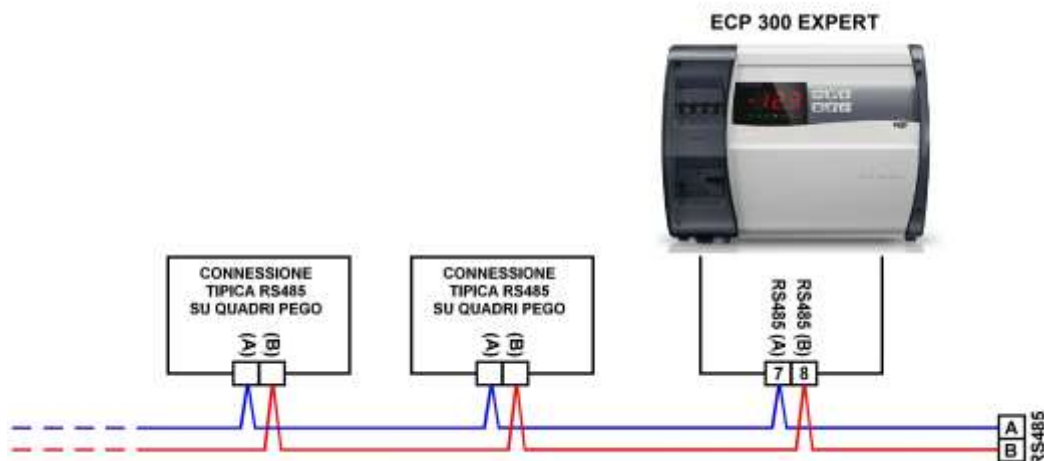 ECP 300 EXPERT
CONNESSIONE
TIPICA RS485
SU QUADRI PEGO
(A)
(B)
CONNESSIONE
TIPICA RS485
SU QUADRI PEGO
(A)
(B)
RS485 (A)
RS485 (B)
7
8
A
B
RS485